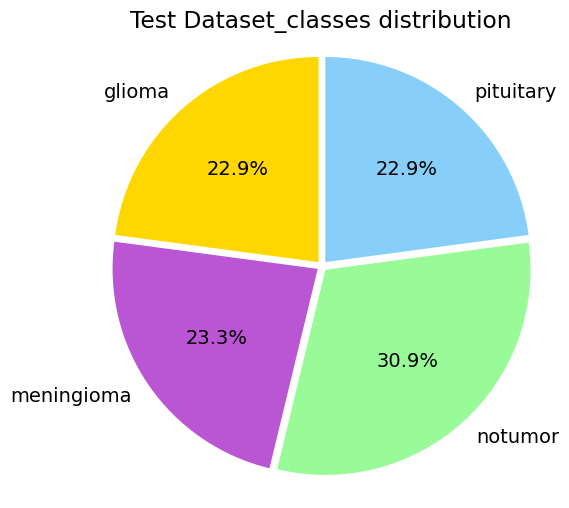 Test Dataset_classes distribution
glioma
pituitary
22.9%
22.9%
23.3%
30.9%
meningioma
notumor